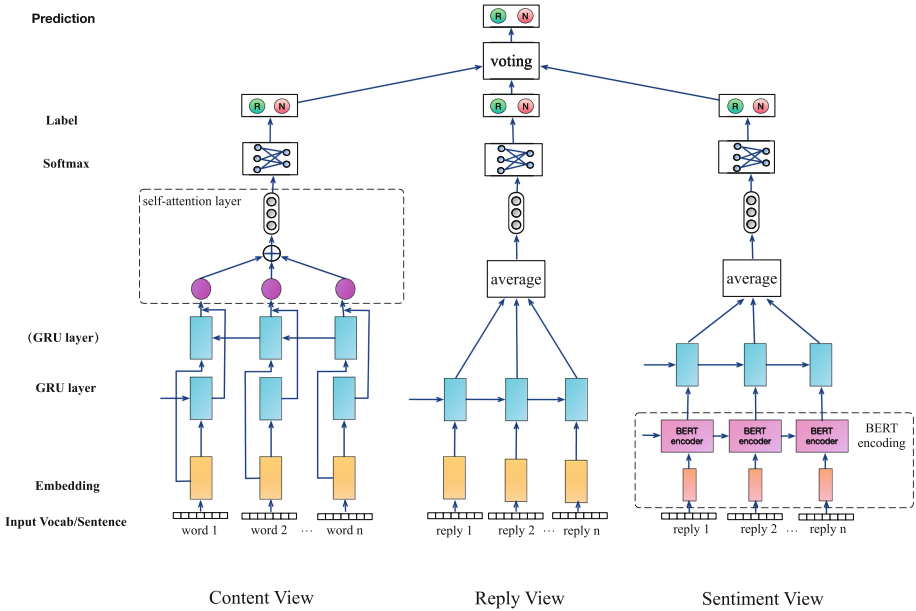 Prediction
R N
voting
R N
R N
R N
Label
Softmax
self-attention layer
average
average
(GRU layer)
GRU layer
BERT encoder
BERT encoder
BERT encoder
BERT encoding
Embedding
Input Vocab/Sentence
word 1 word 2 ... word n
reply 1 reply 2 ... reply n
reply 1 reply 2 ... reply n
Content View
Reply View
Sentiment View